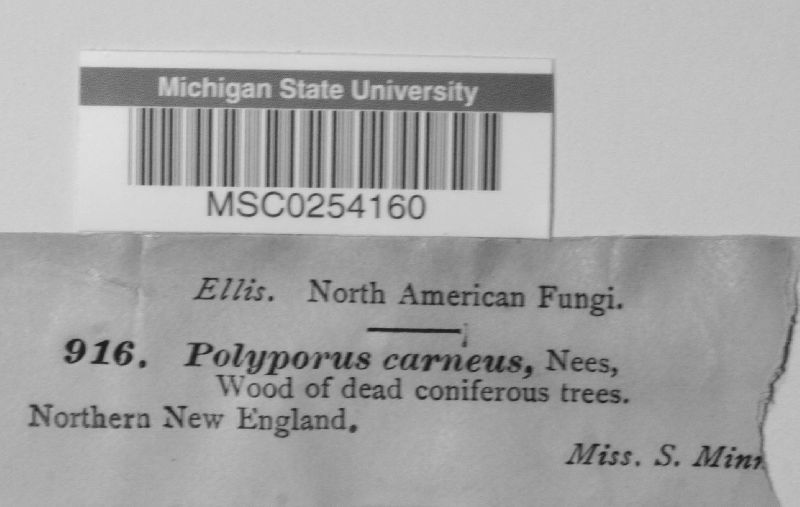 Michigan State University
MSC0254160
Ellis. North American Fungi.
916. Polyporus carneus, Nees,
Wood of dead coniferous trees.
Northern New England.
Miss. S.